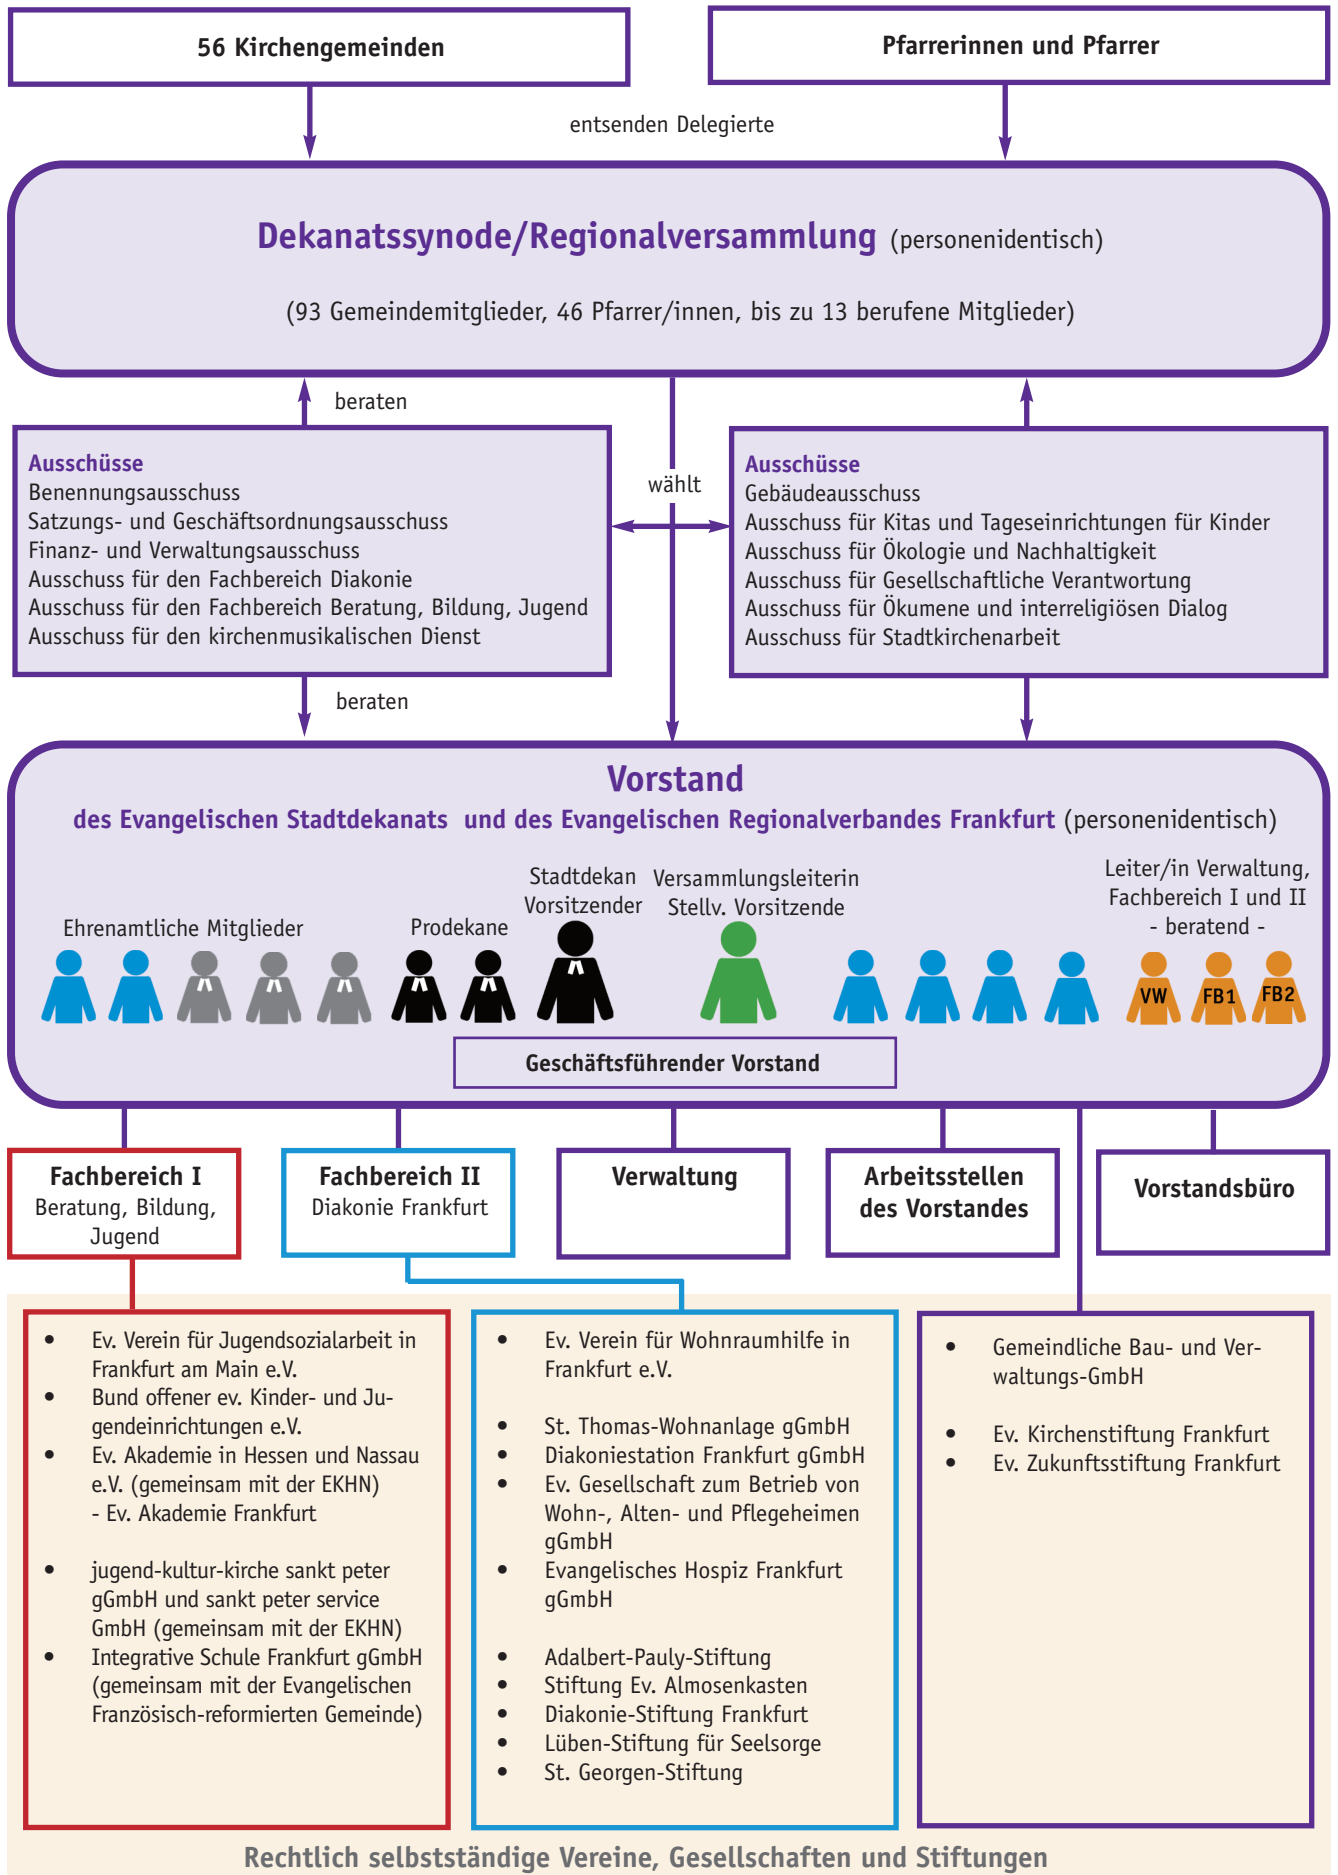 56 Kirchengemeinden
Pfarrerinnen und Pfarrer
entsenden Delegierte
Dekanatssynode/Regionalversammlung (personenidentisch)
(93 Gemeindemitglieder, 46 Pfarrer/innen, bis zu 13 berufene Mitglieder)
beraten
Ausschüsse
Benennungsausschuss
Satzungs- und Geschäftsordnungsausschuss
Finanz- und Verwaltungsausschuss
Ausschuss für den Fachbereich Diakonie
Ausschuss für den Fachbereich Beratung, Bildung, Jugend
Ausschuss für den kirchenmusikalischen Dienst
wählt
Ausschüsse
Gebäudeausschuss
Ausschuss für Kitas und Tageseinrichtungen für Kinder
Ausschuss für Ökologie und Nachhaltigkeit
Ausschuss für Gesellschaftliche Verantwortung
Ausschuss für Ökumene und interreligiösen Dialog
Ausschuss für Stadtkirchenarbeit
beraten
Vorstand
des Evangelischen Stadtdekanats und des Evangelischen Regionalverbandes Frankfurt (personenidentisch)
Ehrenamtliche Mitglieder
Prodekane
Stadtdekan
Vorsitzender
Versammlungsleiterin
Stellv. Vorsitzende
Leiter/in Verwaltung,
Fachbereich I und II
- beratend -
VW
FB1
FB2
Geschäftsführender Vorstand
Fachbereich I
Beratung, Bildung,
Jugend
Fachbereich II
Diakonie Frankfurt
Verwaltung
Arbeitsstellen
des Vorstandes
Vorstandsbüro
• Ev. Verein für Jugendsozialarbeit in
Frankfurt am Main e.V.
• Bund offener ev. Kinder- und Ju-
gendeinrichtungen e.V.
• Ev. Akademie in Hessen und Nassau
e.V. (gemeinsam mit der EKHN)
- Ev. Akademie Frankfurt
• jugend-kultur-kirche sankt peter
gGmbH und sankt peter service
GmbH (gemeinsam mit der EKHN)
• Integrative Schule Frankfurt gGmbH
(gemeinsam mit der Evangelischen
Französisch-reformierten Gemeinde)
• Ev. Verein für Wohnraumhilfe in
Frankfurt e.V.
• St. Thomas-Wohnanlage gGmbH
• Diakoniestation Frankfurt gGmbH
• Ev. Gesellschaft zum Betrieb von
Wohn-, Alten- und Pflegeheimen
gGmbH
• Evangelisches Hospiz Frankfurt
gGmbH
• Adalbert-Pauly-Stiftung
• Stiftung Ev. Almosenkasten
• Diakonie-Stiftung Frankfurt
• Lüben-Stiftung für Seelsorge
• St. Georgen-Stiftung
• Gemeindliche Bau- und Ver-
waltungs-GmbH
• Ev. Kirchenstiftung Frankfurt
• Ev. Zukunftsstiftung Frankfurt
Rechtlich selbstständige Vereine, Gesellschaften und Stiftungen